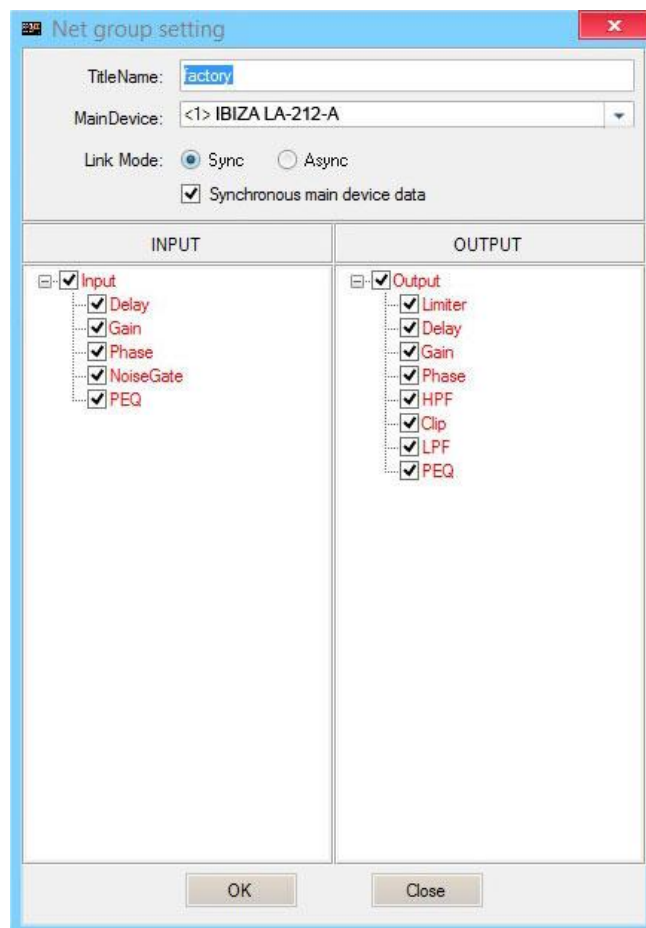 Net group setting
TitleName: factory
MainDevice: <1> IBIZA LA-212-A
Link Mode: Sync Async
Synchronous main device data
INPUT OUTPUT
Input
Delay
Gain
Phase
NoiseGate
PEQ
Output
Limiter
Delay
Gain
Phase
HPF
Clip
LPF
PEQ
OK Close